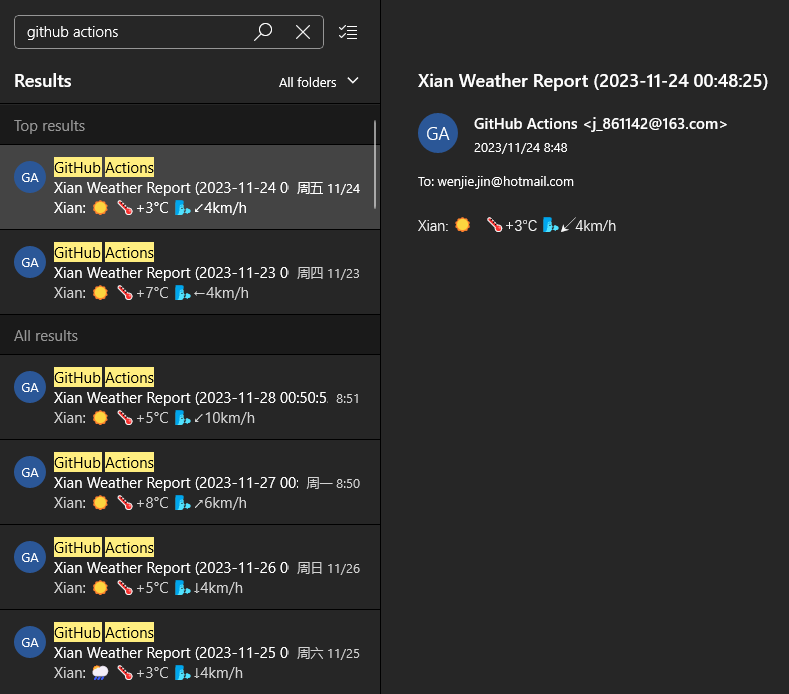 github actions
Results
All folders
Top results
GA
GitHub Actions
Xian Weather Report (2023-11-24 0 周五 11/24
Xian: ☀️ 🌡️+3°C 🌬️↙4km/h
GA
GitHub Actions
Xian Weather Report (2023-11-23 0 周四 11/23
Xian: ☀️ 🌡️+7°C 🌬️←4km/h
All results
GA
GitHub Actions
Xian Weather Report (2023-11-28 00:50:5 8:51
Xian: ☀️ 🌡️+5°C 🌬️↙10km/h
GA
GitHub Actions
Xian Weather Report (2023-11-27 00: 周一 8:50
Xian: ☀️ 🌡️+8°C 🌬️↗6km/h
GA
GitHub Actions
Xian Weather Report (2023-11-26 0 周日 11/26
Xian: ☀️ 🌡️+5°C 🌬️↓4km/h
GA
GitHub Actions
Xian Weather Report (2023-11-25 0 周六 11/25
Xian: 🌧️ 🌡️+3°C 🌬️↓4km/h
Xian Weather Report (2023-11-24 00:48:25)
GA
GitHub Actions <j_861142@163.com>
2023/11/24 8:48
To: wenjie.jin@hotmail.com
Xian: ☀️ 🌡️+3°C 🌬️↙4km/h